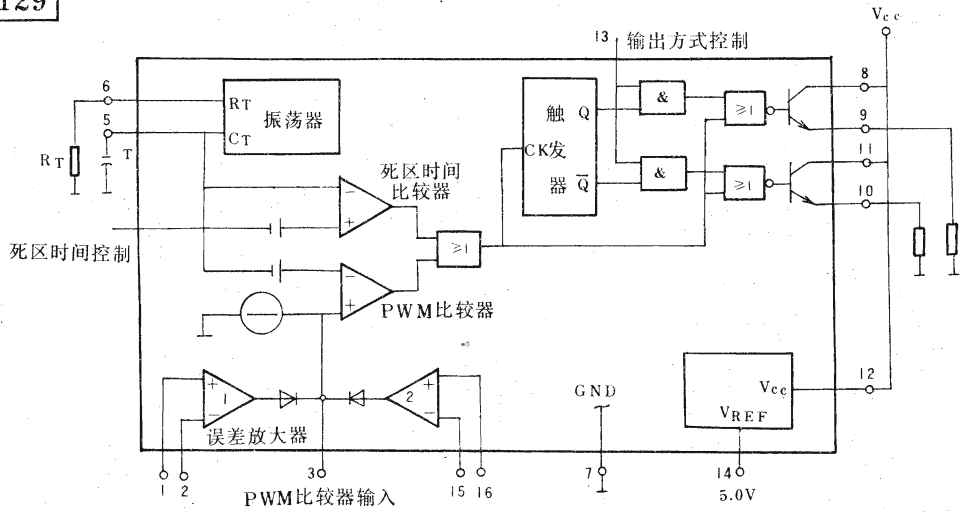 129
Vcc
13 输出方式控制
6
RT
振荡器
CT
5
RT
T
触
Q
CK发
器
Q̅
&
&
≥1
≥1
8
9
11
10
死区时间
比较器
−
+
死区时间控制
≥1
−
+
PWM比较器
+
1
−
误差放大器
2
+
−
GND
12
Vcc
VREF
1
2
3
15
16
7
14
PWM比较器输入
5.0V